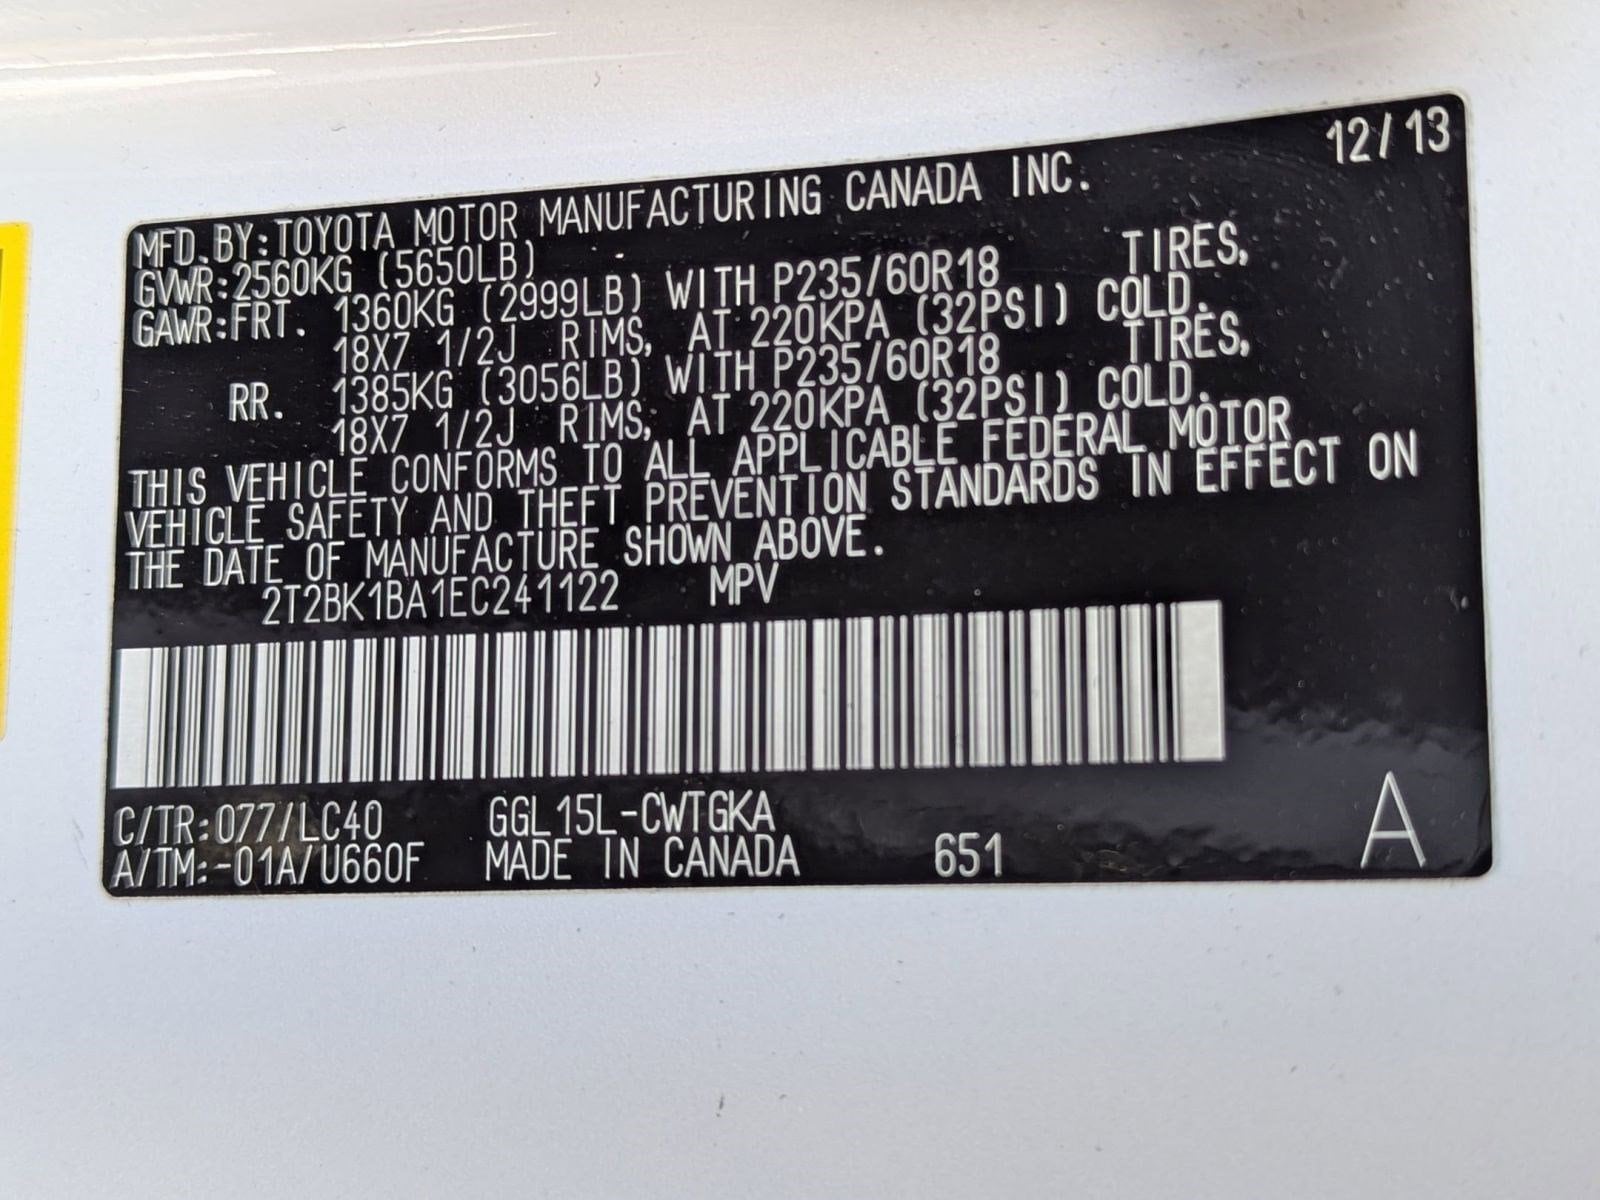 12/13
MFD. BY: TOYOTA MOTOR MANUFACTURING CANADA INC.
GVWR: 2560KG (5650LB)
GAWR: FRT. 1360KG (2999LB) WITH P235/60R18 TIRES,
18X7 1/2J RIMS, AT 220KPA (32PSI) COLD.
RR. 1385KG (3056LB) WITH P235/60R18 TIRES,
18X7 1/2J RIMS, AT 220KPA (32PSI) COLD.
THIS VEHICLE CONFORMS TO ALL APPLICABLE FEDERAL MOTOR
VEHICLE SAFETY AND THEFT PREVENTION STANDARDS IN EFFECT ON
THE DATE OF MANUFACTURE SHOWN ABOVE.
2T2BK1BA1EC241122 MPV
C/TR: 077/LC40 GGL15L-CWTGKA
A/TM: -01A/U660F MADE IN CANADA 651 A